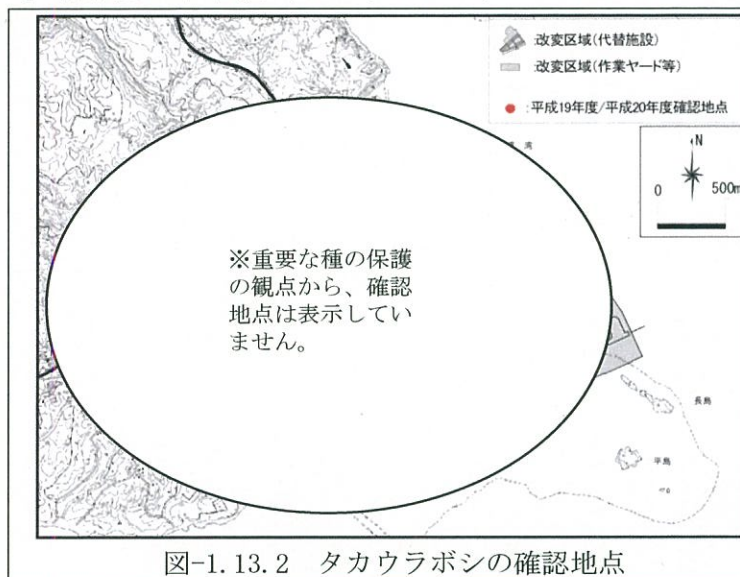 :改変区域(代替施設)
:改変区域(作業ヤード等)
:平成19年度/平成20年度確認地点
湾
N
0 500m
※重要な種の保護
の観点から、確認
地点は表示してい
ません。
長島
平島
図-1.13.2 タカウラボシの確認地点